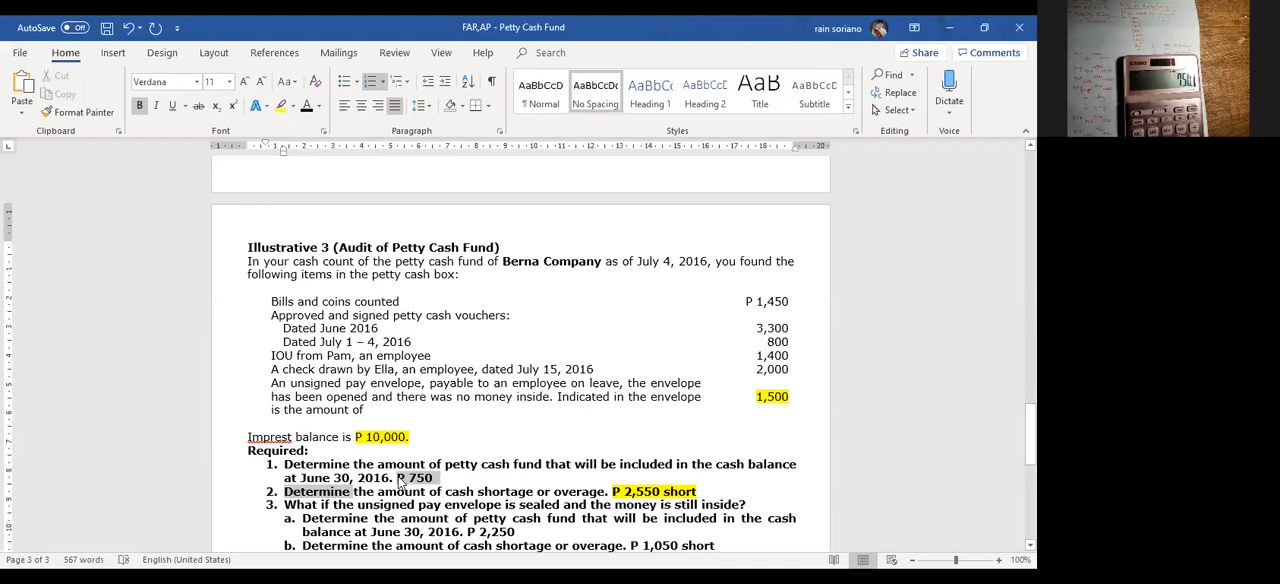 AutoSave Off
FAR,AP - Petty Cash Fund
rain soriano
File Home Insert Design Layout References Mailings Review View Help Search
Share Comments
Paste
Cut
Copy
Format Painter
Clipboard
Verdana 11
Font
Paragraph
AaBbCcDc AaBbCcDc AaBbC AaBbCc AaB AaBbCc
¶ Normal No Spacing Heading 1 Heading 2 Title Subtitle
Styles
Find
Replace
Select
Editing
Dictate
Voice
Illustrative 3 (Audit of Petty Cash Fund)
In your cash count of the petty cash fund of Berna Company as of July 4, 2016, you found the
following items in the petty cash box:
Bills and coins counted P 1,450
Approved and signed petty cash vouchers:
Dated June 2016 3,300
Dated July 1 – 4, 2016 800
IOU from Pam, an employee 1,400
A check drawn by Ella, an employee, dated July 15, 2016 2,000
An unsigned pay envelope, payable to an employee on leave, the envelope
has been opened and there was no money inside. Indicated in the envelope 1,500
is the amount of
Imprest balance is P 10,000.
Required:
1. Determine the amount of petty cash fund that will be included in the cash balance
at June 30, 2016. P 750
2. Determine the amount of cash shortage or overage. P 2,550 short
3. What if the unsigned pay envelope is sealed and the money is still inside?
a. Determine the amount of petty cash fund that will be included in the cash
balance at June 30, 2016. P 2,250
b. Determine the amount of cash shortage or overage. P 1,050 short
Page 3 of 3 567 words English (United States) 100%
CASIO